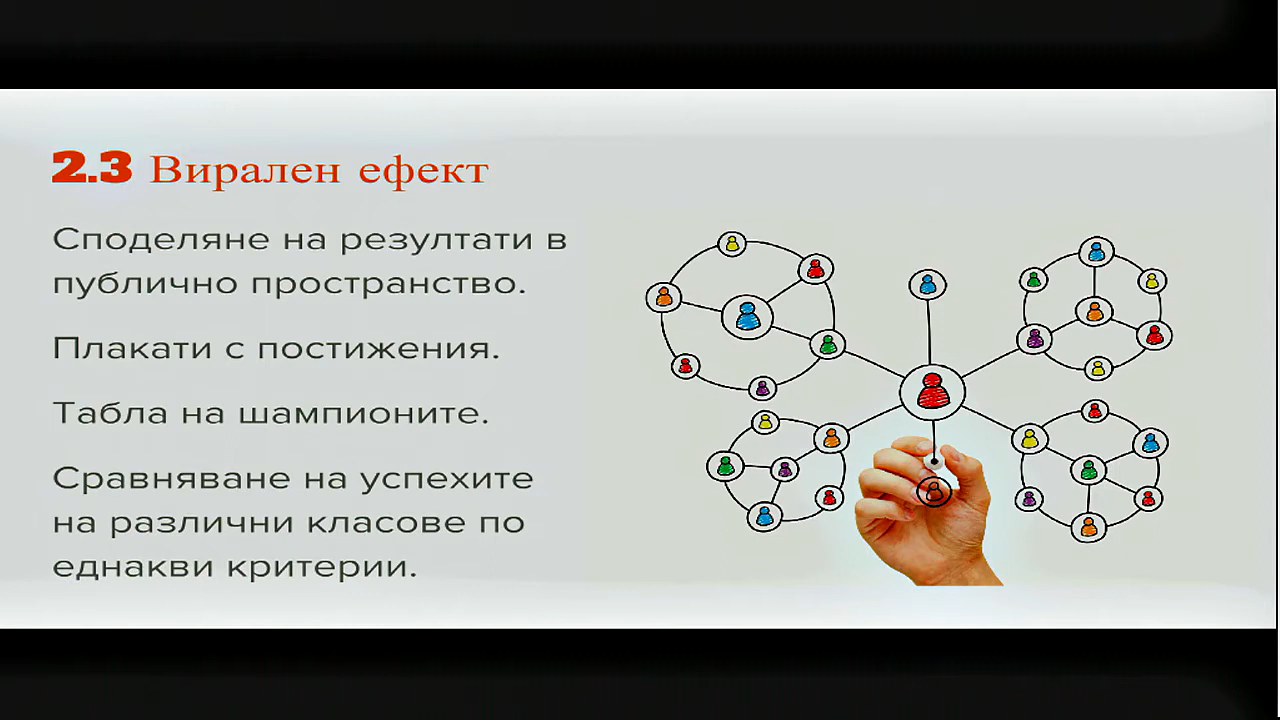 2.3 Вирален ефект
Споделяне на резултати в
публично пространство.
Плакати с постижения.
Табла на шампионите.
Сравняване на успехите
на различни класове по
еднакви критерии.